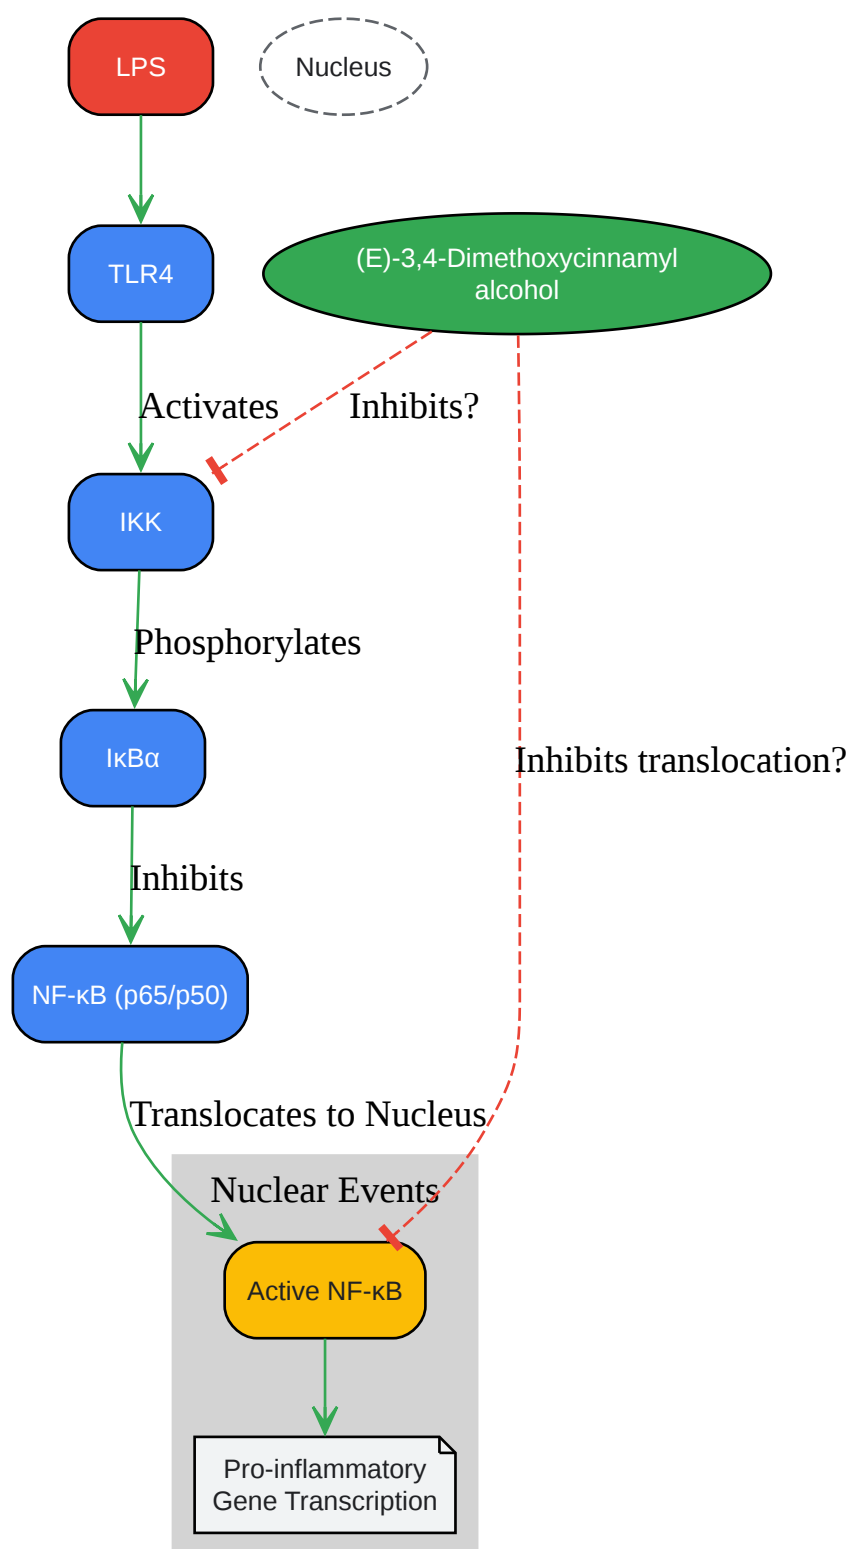 LPS
Nucleus
TLR4
(E)-3,4-Dimethoxycinnamyl
alcohol
Activates
Inhibits?
IKK
Phosphorylates
IκBα
Inhibits translocation?
Inhibits
NF-κB (p65/p50)
Translocates to Nucleus
Nuclear Events
Active NF-κB
Pro-inflammatory
Gene Transcription